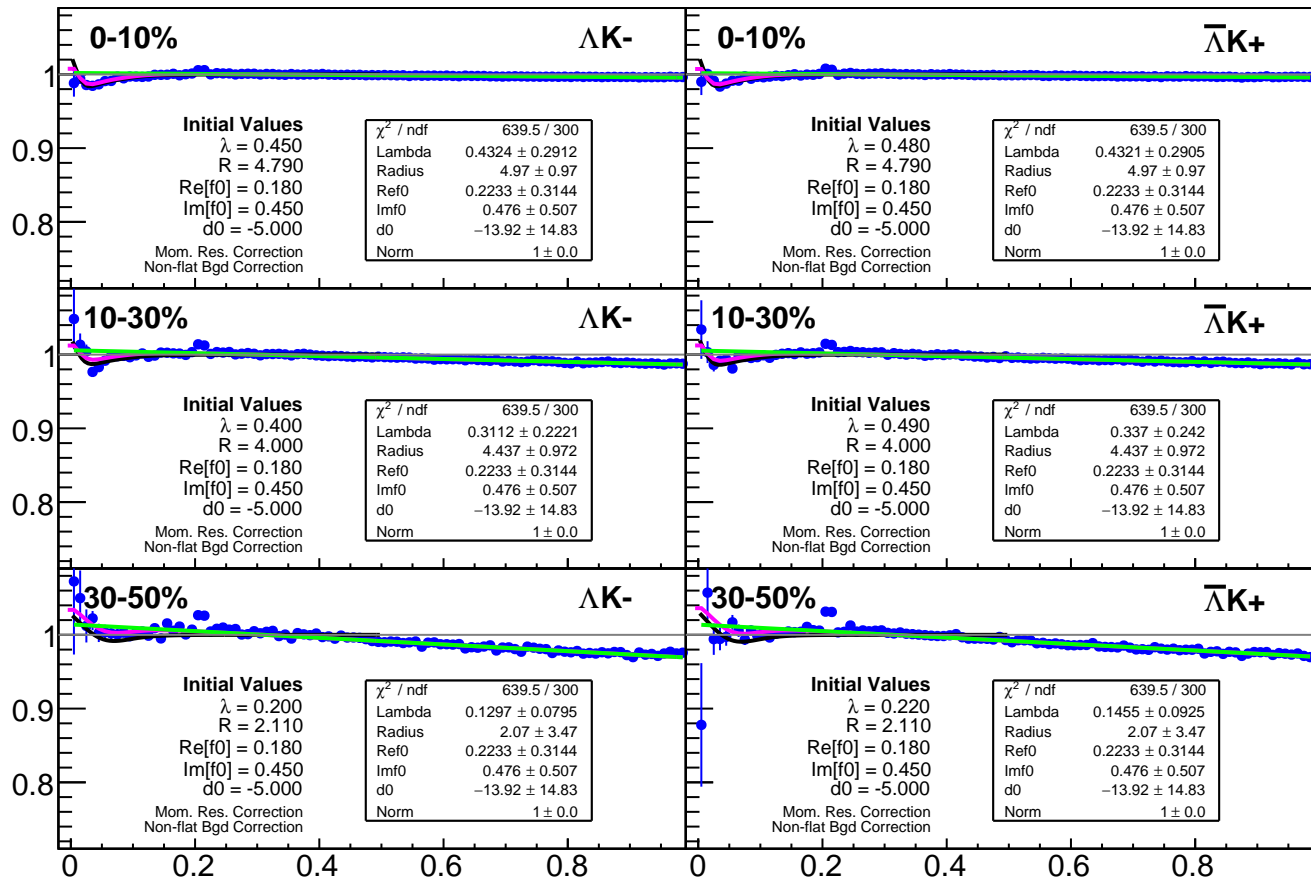 0-10%
ΛK-
1
0.9
0.8
Initial Values
λ = 0.450
R = 4.790
Re[f0] = 0.180
Im[f0] = 0.450
d0 = -5.000
Mom. Res. Correction
Non-flat Bgd Correction
χ² / ndf 639.5 / 300
Lambda 0.4324 ± 0.2912
Radius 4.97 ± 0.97
Ref0 0.2233 ± 0.3144
Imf0 0.476 ± 0.507
d0 −13.92 ± 14.83
Norm 1 ± 0.0
0-10%
Λ̅K+
Initial Values
λ = 0.480
R = 4.790
Re[f0] = 0.180
Im[f0] = 0.450
d0 = -5.000
Mom. Res. Correction
Non-flat Bgd Correction
χ² / ndf 639.5 / 300
Lambda 0.4321 ± 0.2905
Radius 4.97 ± 0.97
Ref0 0.2233 ± 0.3144
Imf0 0.476 ± 0.507
d0 −13.92 ± 14.83
Norm 1 ± 0.0
10-30%
ΛK-
1
0.9
0.8
Initial Values
λ = 0.400
R = 4.000
Re[f0] = 0.180
Im[f0] = 0.450
d0 = -5.000
Mom. Res. Correction
Non-flat Bgd Correction
χ² / ndf 639.5 / 300
Lambda 0.3112 ± 0.2221
Radius 4.437 ± 0.972
Ref0 0.2233 ± 0.3144
Imf0 0.476 ± 0.507
d0 −13.92 ± 14.83
Norm 1 ± 0.0
10-30%
Λ̅K+
Initial Values
λ = 0.490
R = 4.000
Re[f0] = 0.180
Im[f0] = 0.450
d0 = -5.000
Mom. Res. Correction
Non-flat Bgd Correction
χ² / ndf 639.5 / 300
Lambda 0.337 ± 0.242
Radius 4.437 ± 0.972
Ref0 0.2233 ± 0.3144
Imf0 0.476 ± 0.507
d0 −13.92 ± 14.83
Norm 1 ± 0.0
30-50%
ΛK-
1
0.9
0.8
Initial Values
λ = 0.200
R = 2.110
Re[f0] = 0.180
Im[f0] = 0.450
d0 = -5.000
Mom. Res. Correction
Non-flat Bgd Correction
χ² / ndf 639.5 / 300
Lambda 0.1297 ± 0.0795
Radius 2.07 ± 3.47
Ref0 0.2233 ± 0.3144
Imf0 0.476 ± 0.507
d0 −13.92 ± 14.83
Norm 1 ± 0.0
30-50%
Λ̅K+
Initial Values
λ = 0.220
R = 2.110
Re[f0] = 0.180
Im[f0] = 0.450
d0 = -5.000
Mom. Res. Correction
Non-flat Bgd Correction
χ² / ndf 639.5 / 300
Lambda 0.1455 ± 0.0925
Radius 2.07 ± 3.47
Ref0 0.2233 ± 0.3144
Imf0 0.476 ± 0.507
d0 −13.92 ± 14.83
Norm 1 ± 0.0
0 0.2 0.4 0.6 0.8 0 0.2 0.4 0.6 0.8